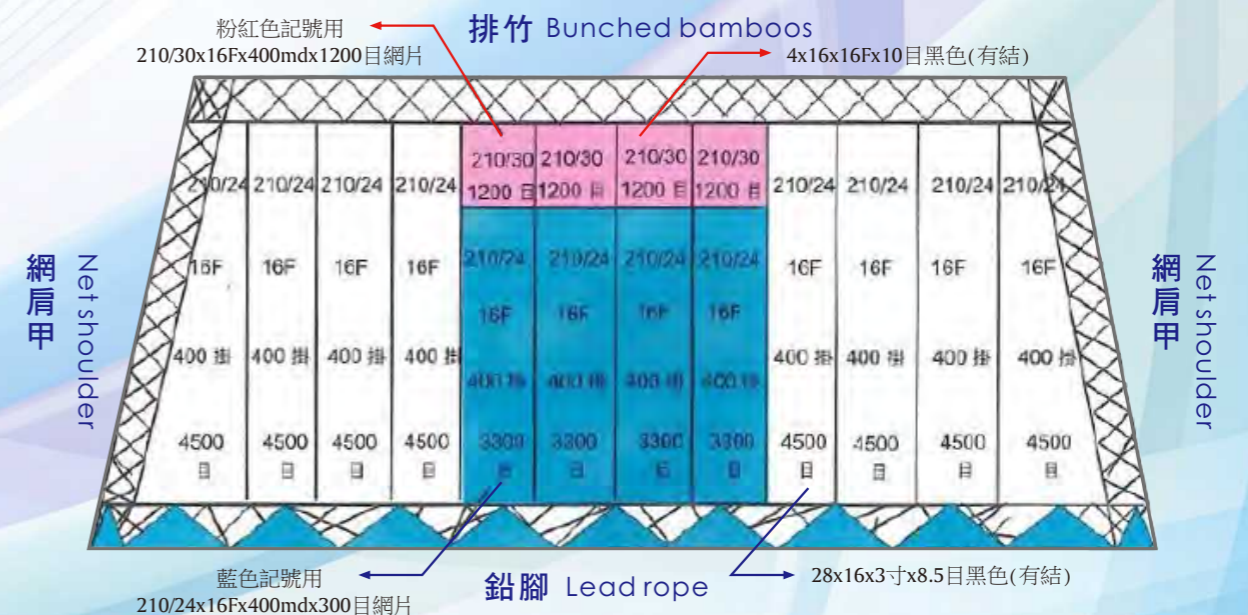 粉紅色記號用
210/30x16Fx400mdx1200目網片
排竹 Bunched bamboos
4x16x16Fx10目黑色(有結)
210/30 210/30 210/30 210/30
1200 目 1200 目 1200 目 1200 目
210/24 210/24 210/24 210/24 210/24 210/24 210/24 210/24
210/24 210/24 210/24 210/24
16F 16F 16F 16F 16F 16F 16F 16F
16F 16F 16F 16F
400 掛 400 掛 400 掛 400 掛 400 掛 400 掛 400 掛 400 掛
400 掛 400 掛 400 掛 400 掛
4500 4500 4500 4500 3300 3300 3300 3300 4500 4500 4500 4500
目 目 目 目 目 目 目 目 目 目 目 目
網肩甲
Net shoulder
網肩甲
Net shoulder
藍色記號用
210/24x16Fx400mdx300目網片
鉛腳 Lead rope
28x16x3寸x8.5目黑色(有結)